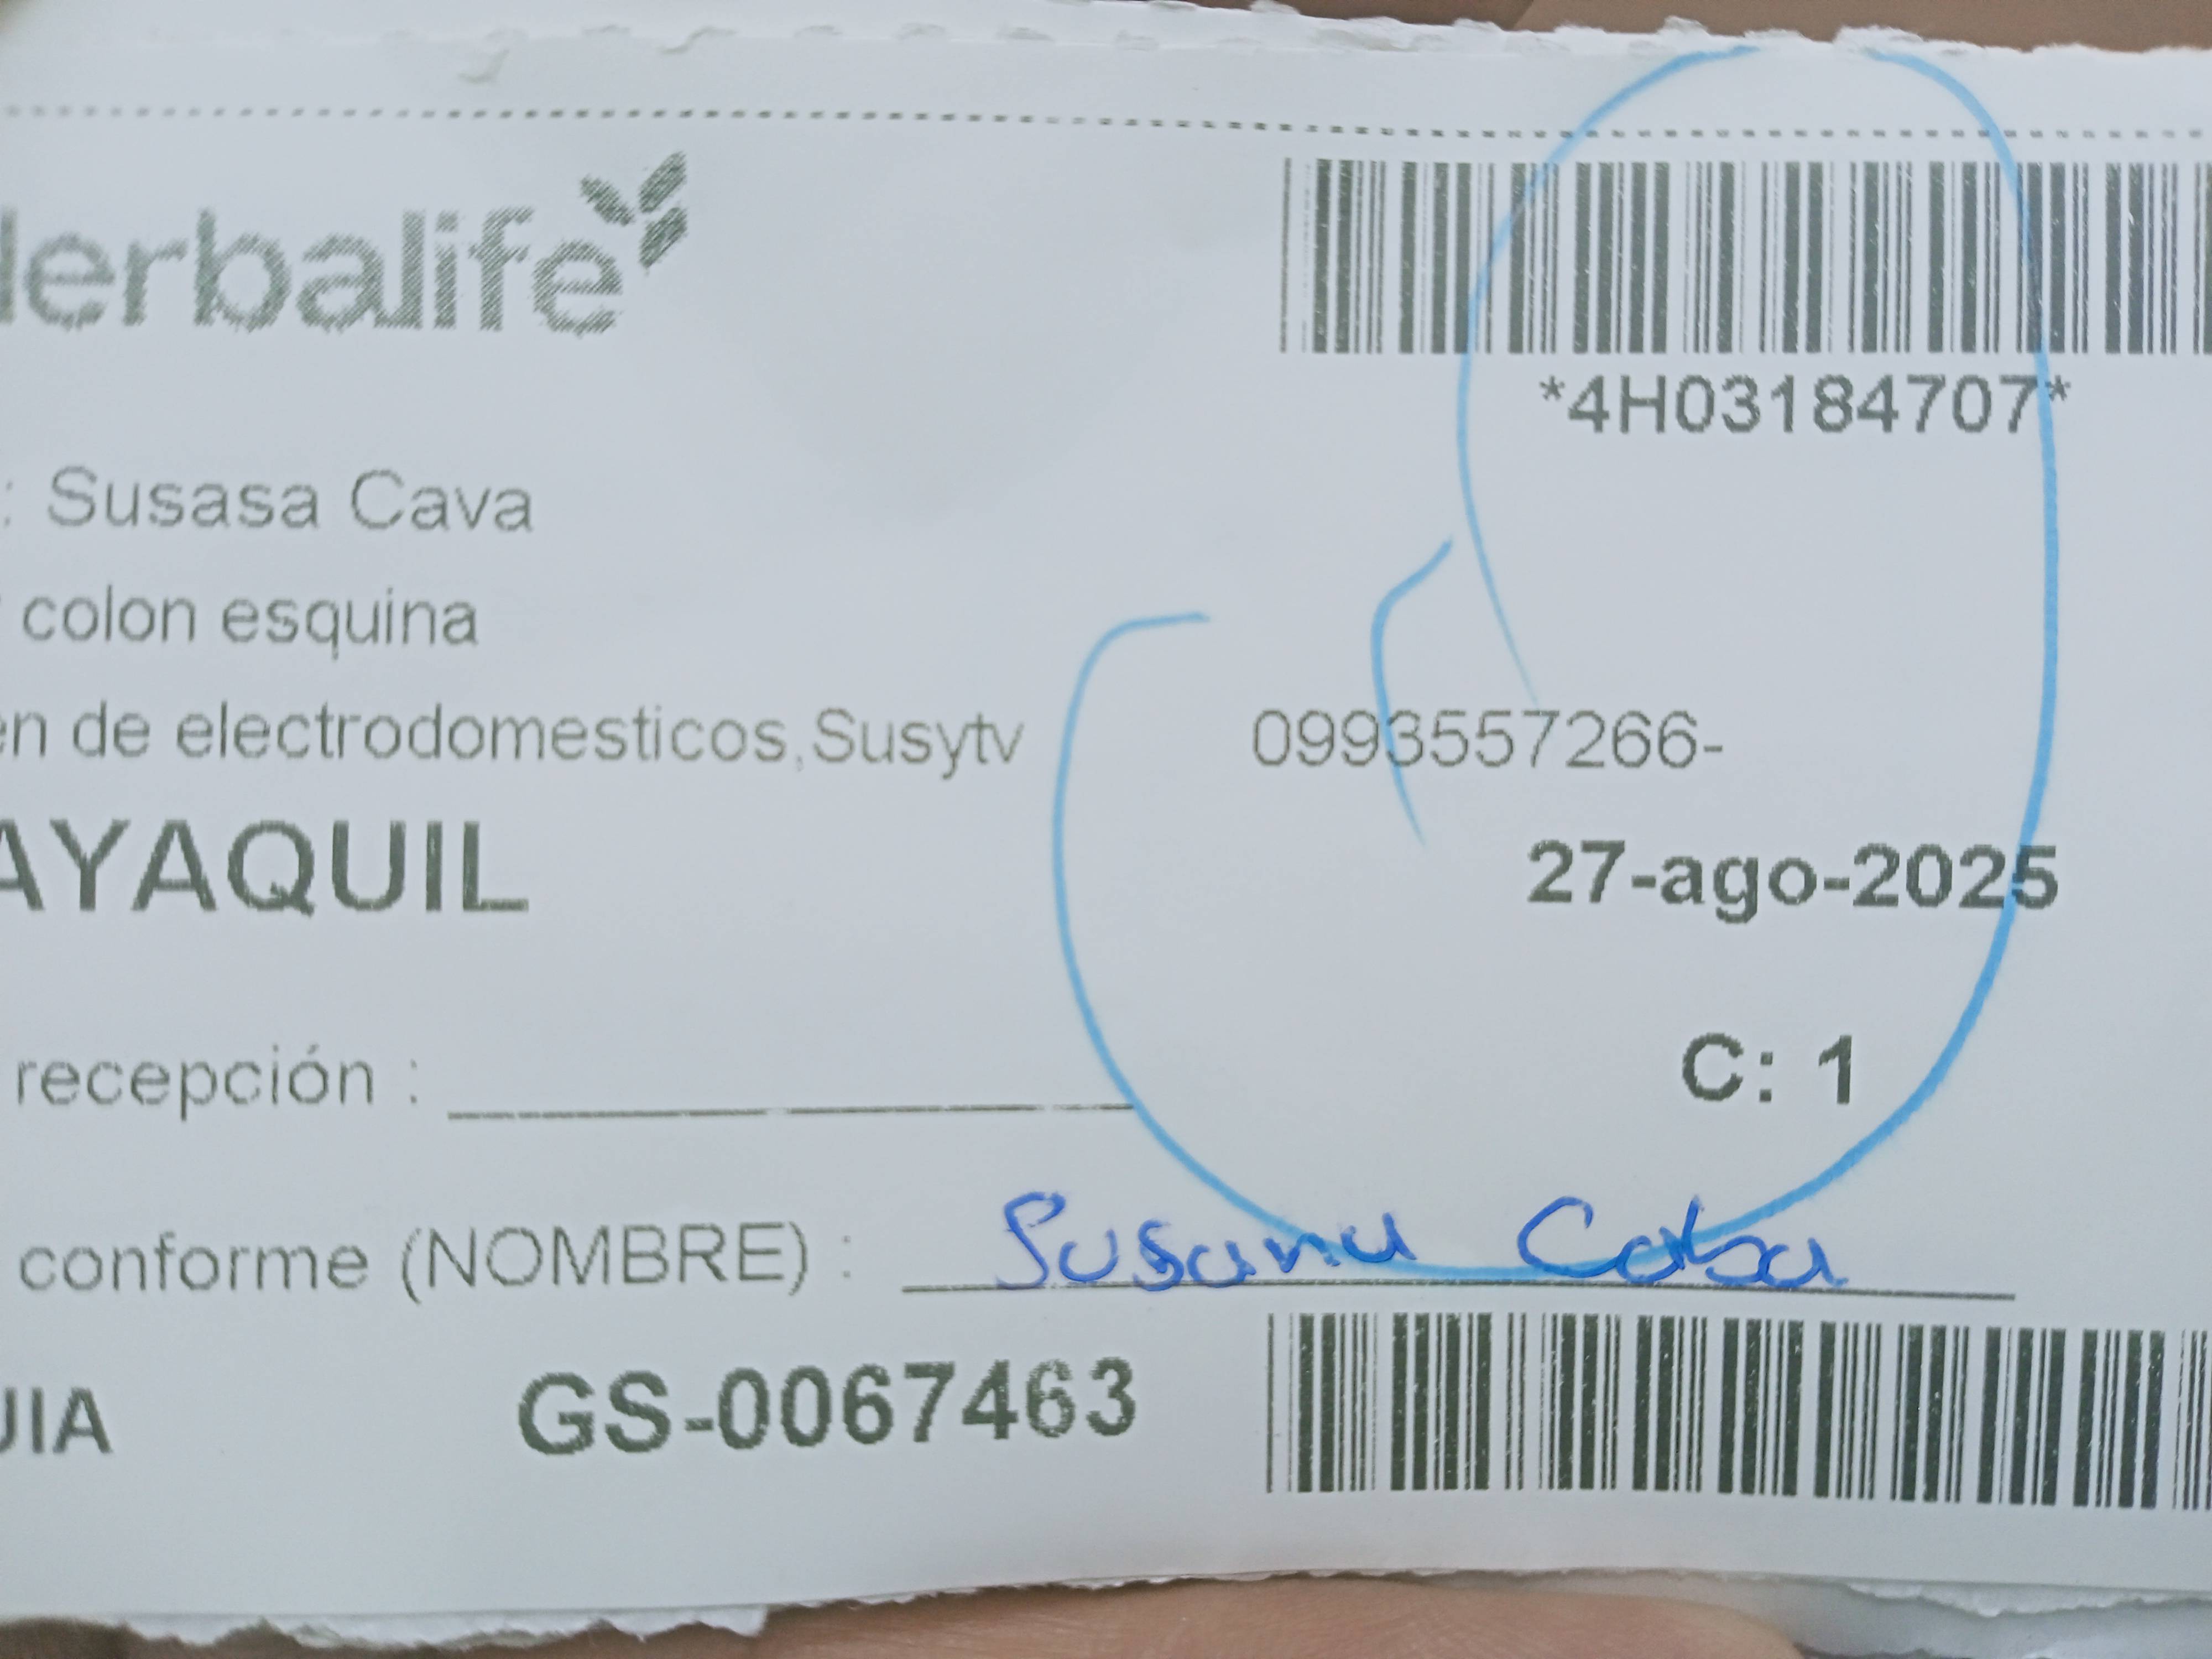 Herbalife
*4H03184707*
: Susasa Cava
colon esquina
en de electrodomesticos,Susytv 0993557266-
AYAQUIL 27-ago-2025
recepción : C: 1
conforme (NOMBRE) : Susana Caba
UIA GS-0067463